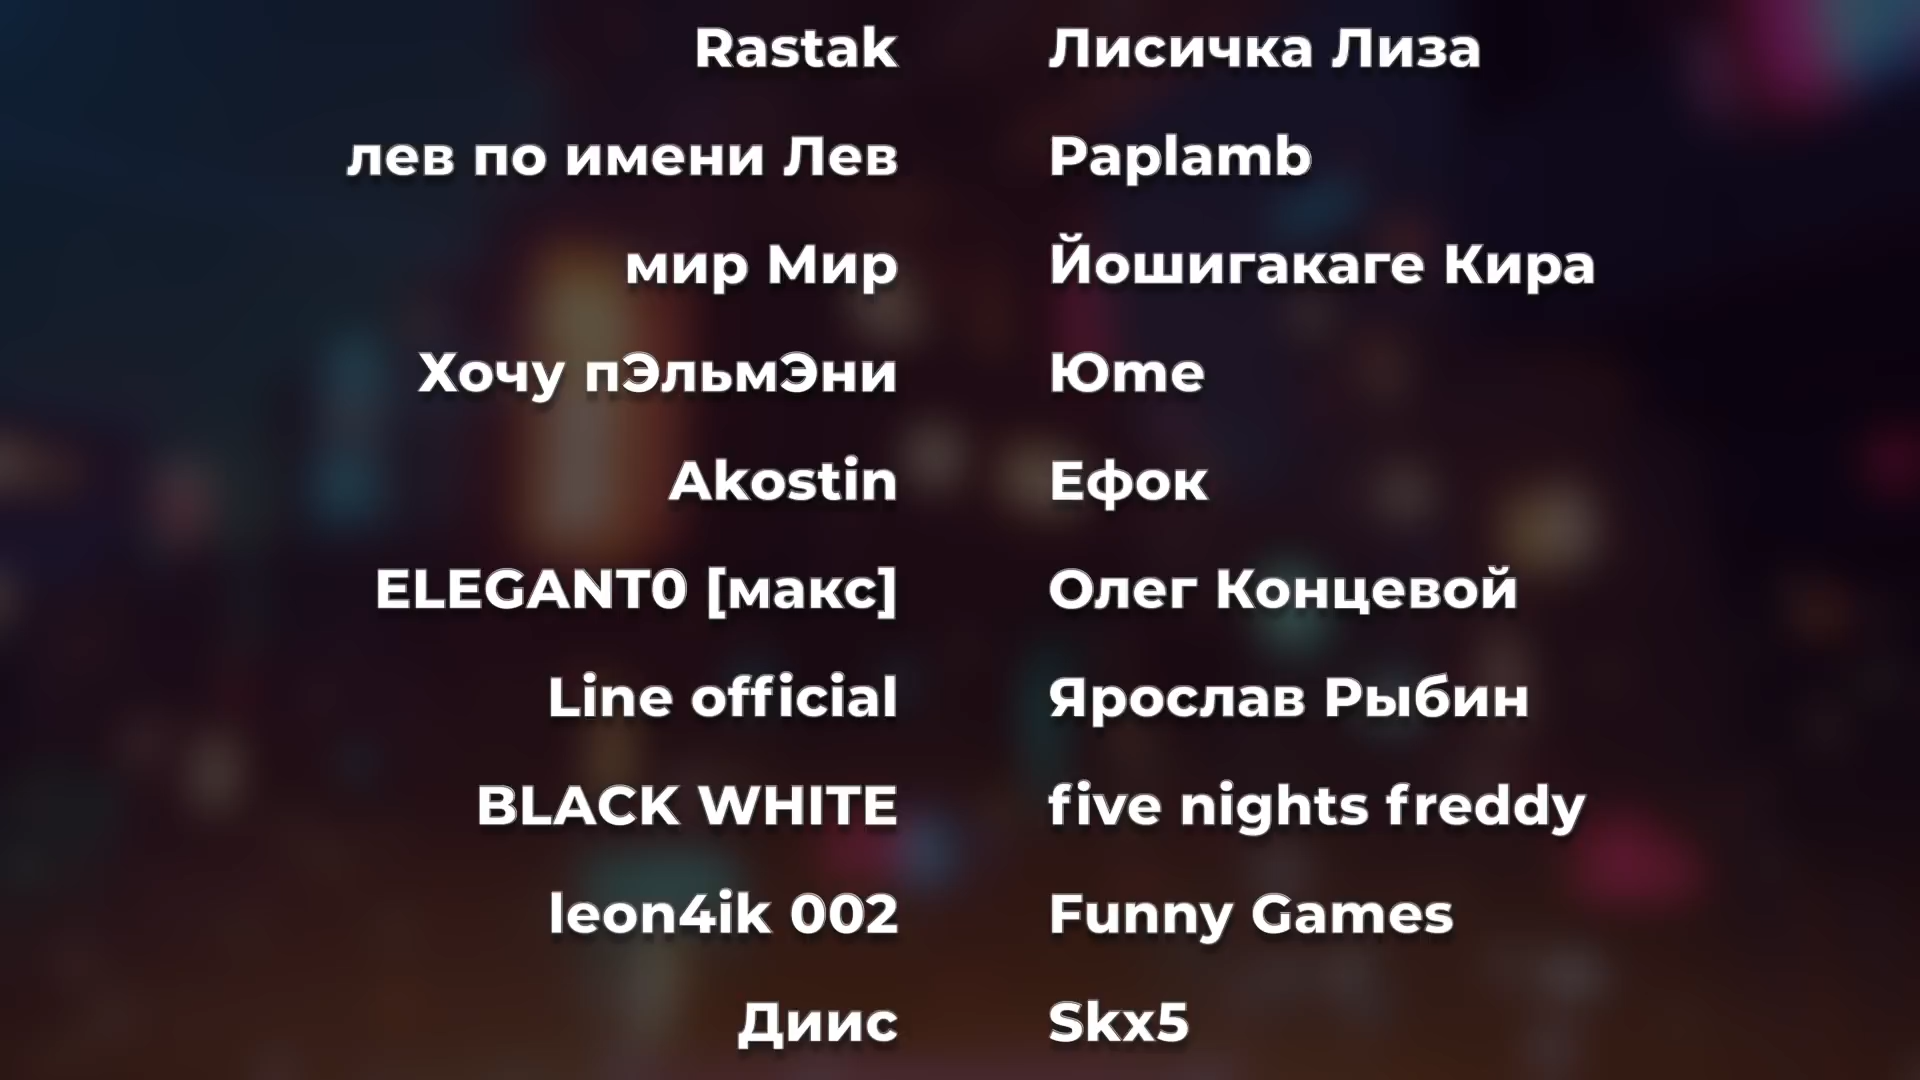 Rastak
Лисичка Лиза
лев по имени Лев
Paplamb
мир Мир
Йошигакаге Кира
Хочу пЭльмЭни
Юme
Akostin
Ефок
ELEGANT0 [макс]
Олег Концевой
Line official
Ярослав Рыбин
BLACK WHITE
five nights freddy
leon4ik 002
Funny Games
Диис
Skx5